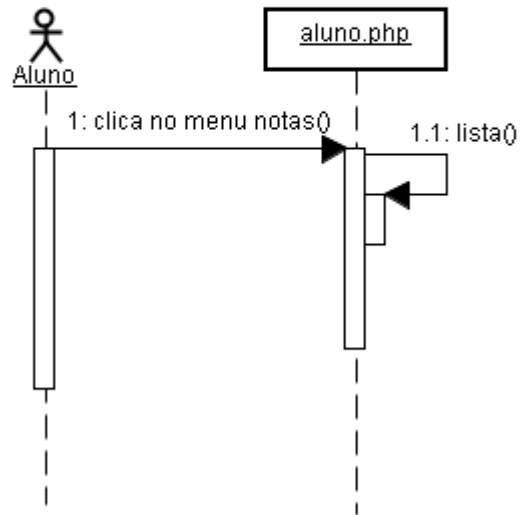 aluno.php
Aluno
1: clica no menu notas()
1.1: lista()